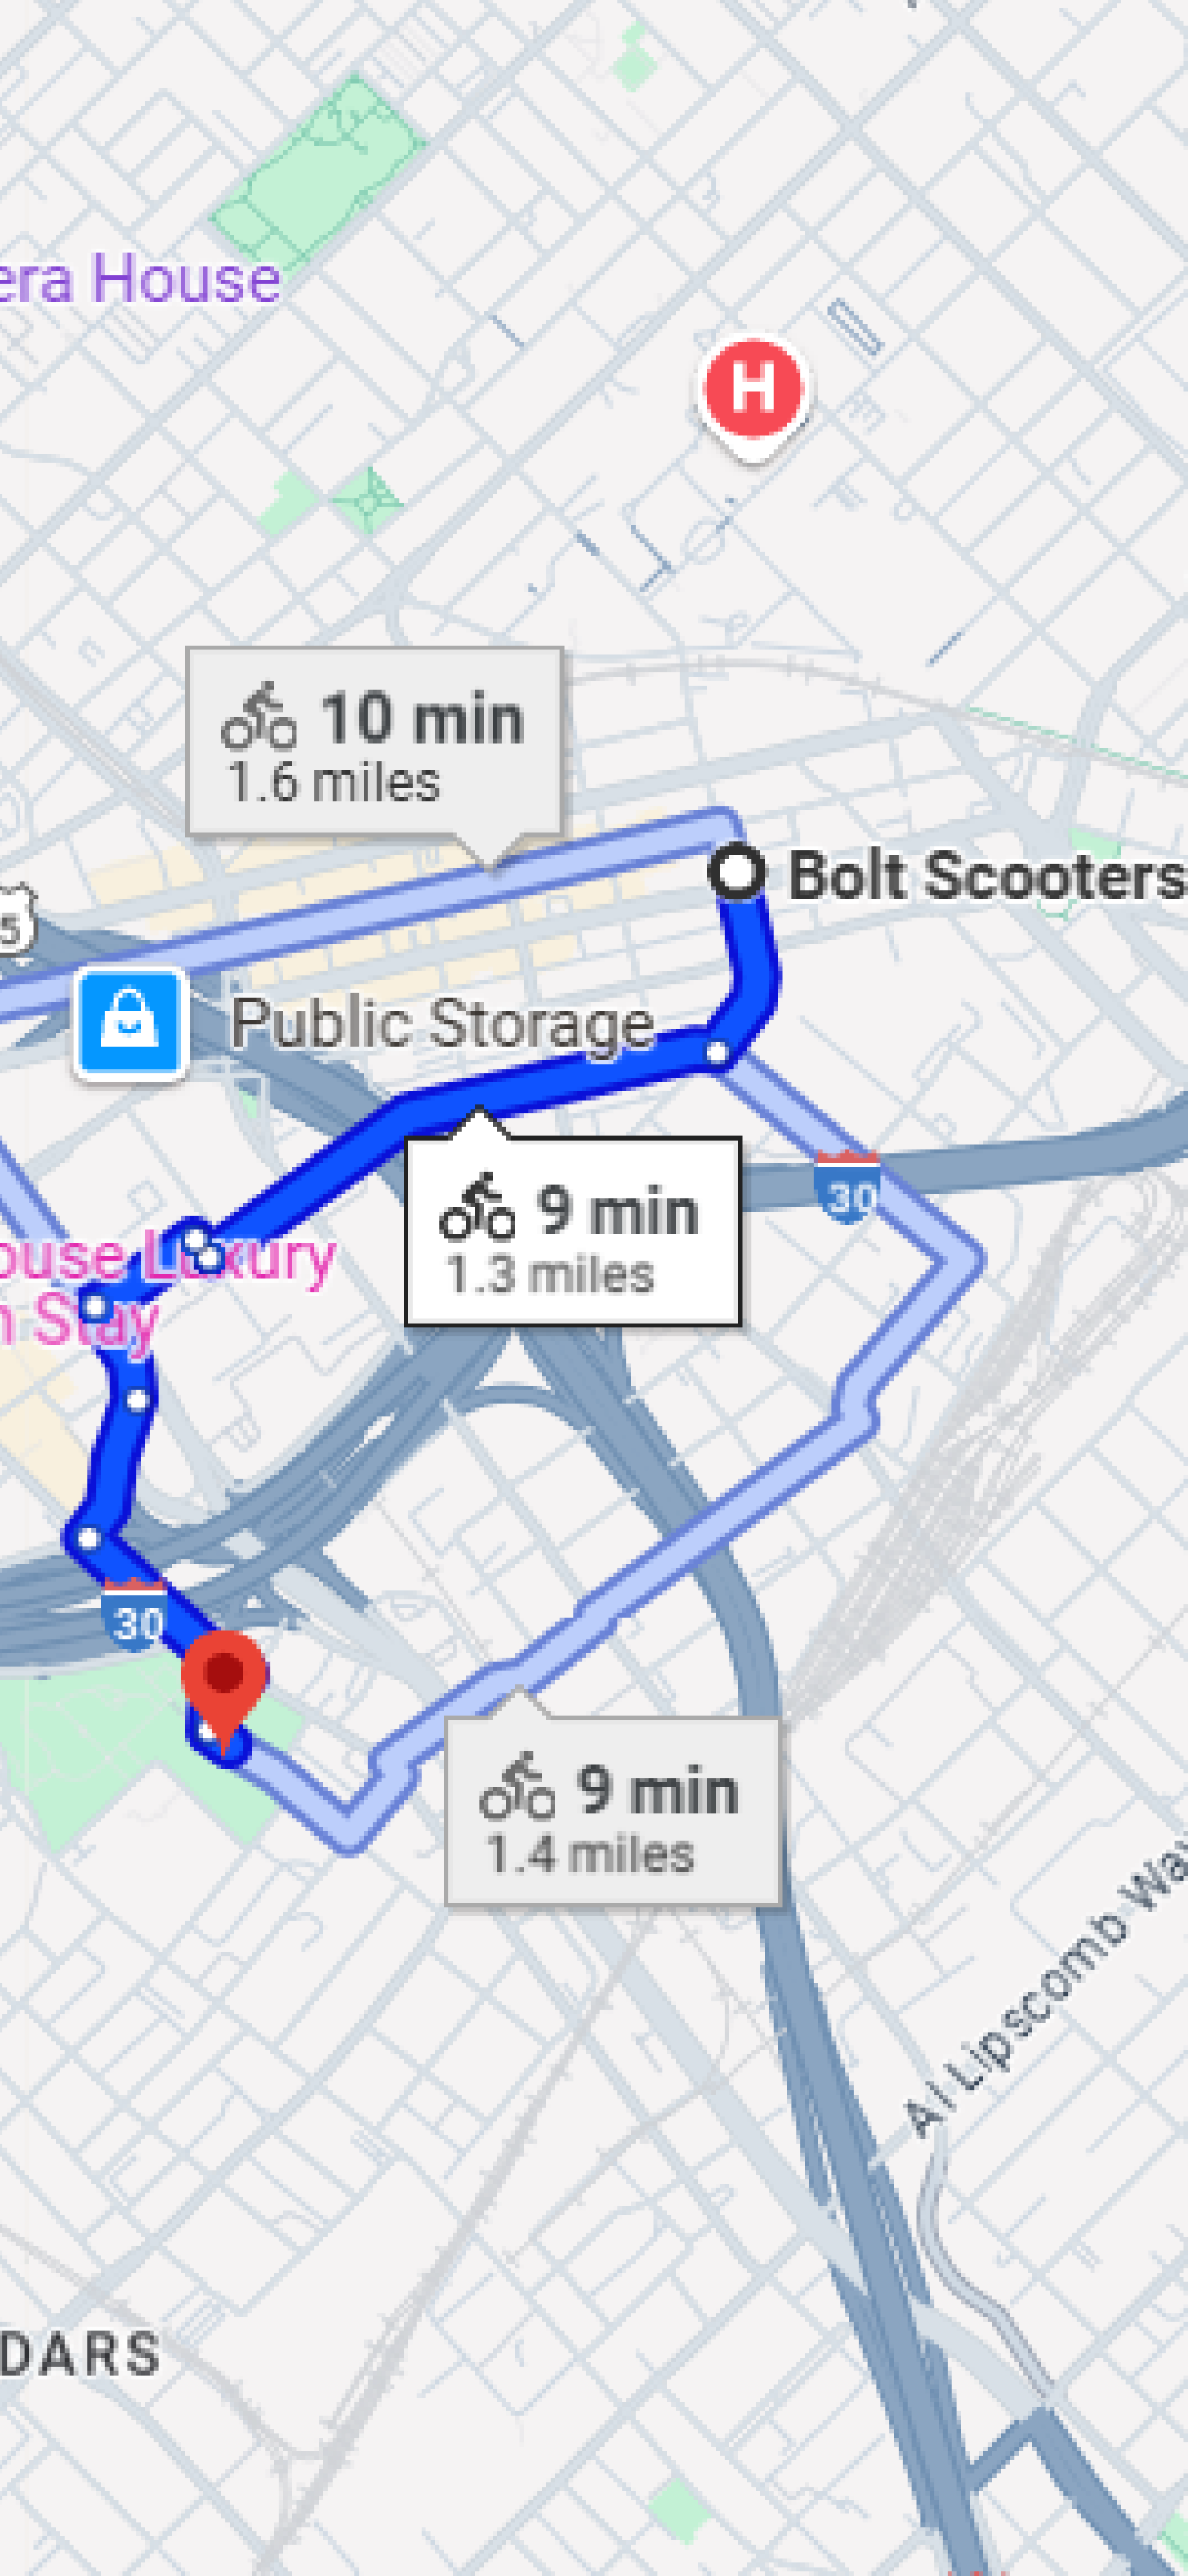 era House
H
10 min
1.6 miles
5
Bolt Scooters
Public Storage
30
9 min
1.3 miles
ouse Luxury
n Stay
30
9 min
1.4 miles
Al Lipscomb Way
DARS